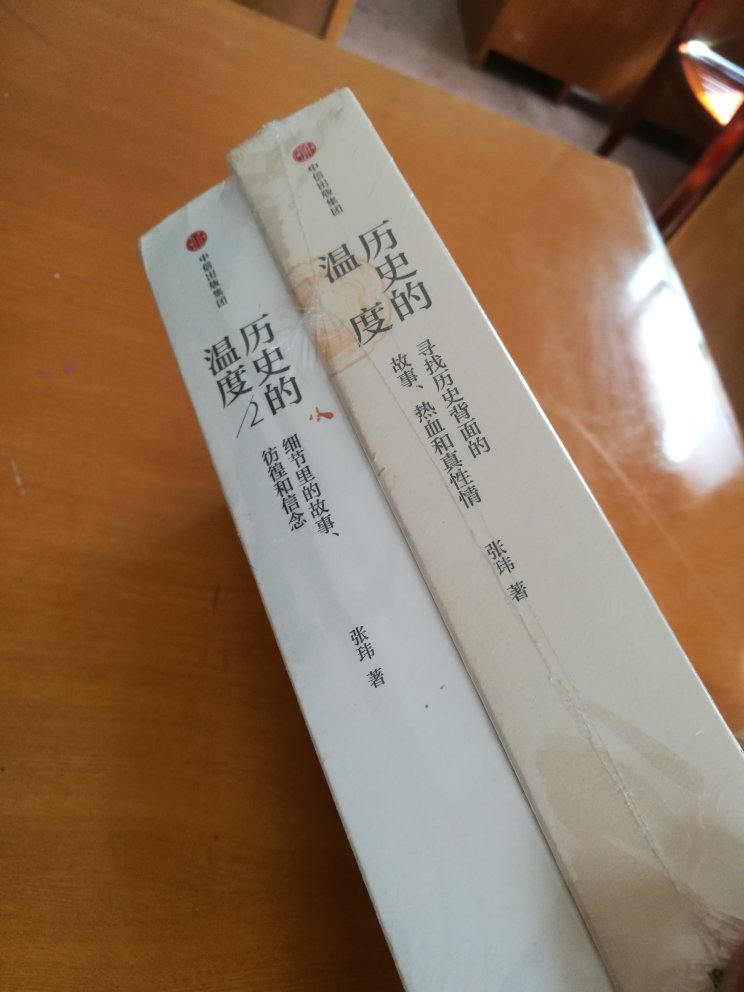 中信出版集团
历史的
温度2
细节里的故事、
彷徨和信念
张玮 著
中信出版集团
历史的
温度
寻找历史背面的
故事、热血和真性情
张玮 著